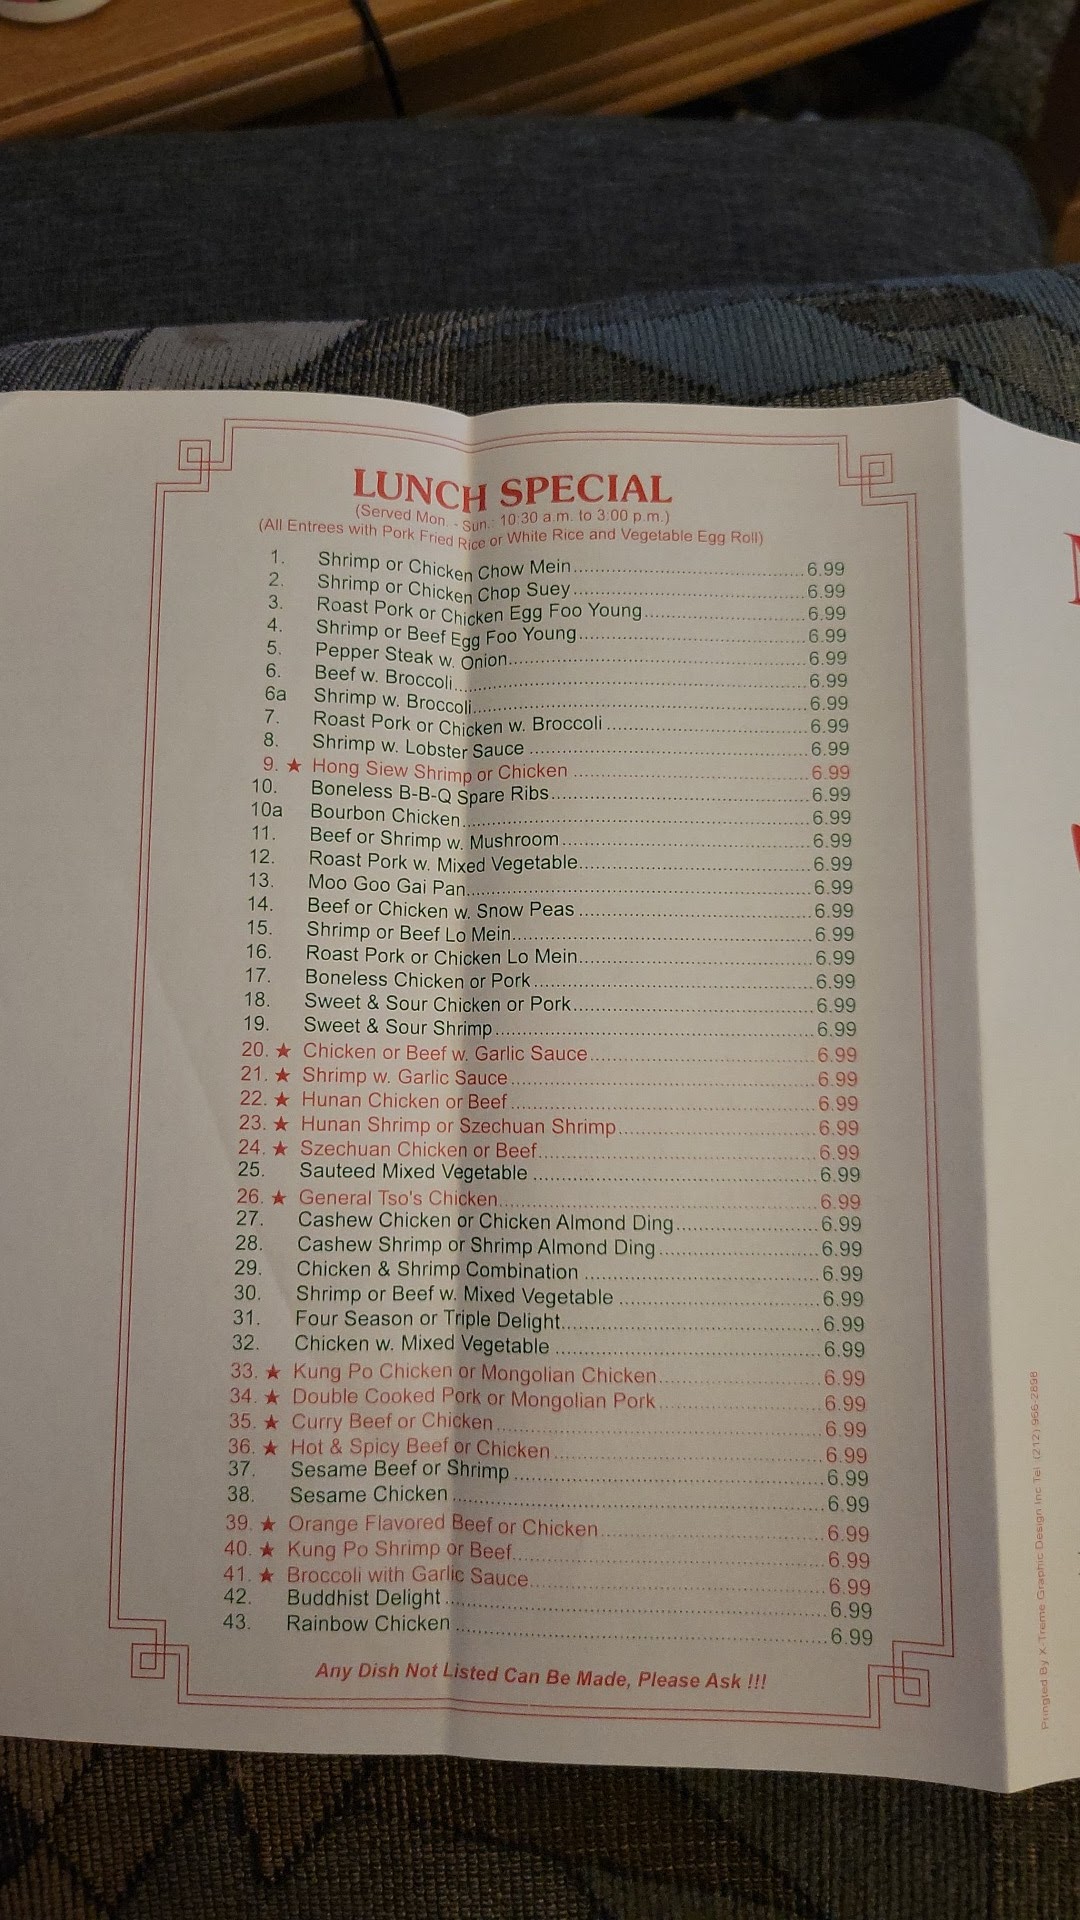 LUNCH SPECIAL
(Served Mon. - Sun.: 10:30 a.m. to 3:00 p.m.)
(All Entrees with Pork Fried Rice or White Rice and Vegetable Egg Roll)
1. Shrimp or Chicken Chow Mein 6.99
2. Shrimp or Chicken Chop Suey 6.99
3. Roast Pork or Chicken Egg Foo Young 6.99
4. Shrimp or Beef Egg Foo Young 6.99
5. Pepper Steak w. Onion 6.99
6. Beef w. Broccoli 6.99
6a Shrimp w. Broccoli 6.99
7. Roast Pork or Chicken w. Broccoli 6.99
8. Shrimp w. Lobster Sauce 6.99
9. ★ Hong Siew Shrimp or Chicken 6.99
10. Boneless B-B-Q Spare Ribs 6.99
10a Bourbon Chicken 6.99
11. Beef or Shrimp w. Mushroom 6.99
12. Roast Pork w. Mixed Vegetable 6.99
13. Moo Goo Gai Pan 6.99
14. Beef or Chicken w. Snow Peas 6.99
15. Shrimp or Beef Lo Mein 6.99
16. Roast Pork or Chicken Lo Mein 6.99
17. Boneless Chicken or Pork 6.99
18. Sweet & Sour Chicken or Pork 6.99
19. Sweet & Sour Shrimp 6.99
20. ★ Chicken or Beef w. Garlic Sauce 6.99
21. ★ Shrimp w. Garlic Sauce 6.99
22. ★ Hunan Chicken or Beef 6.99
23. ★ Hunan Shrimp or Szechuan Shrimp 6.99
24. ★ Szechuan Chicken or Beef 6.99
25. Sauteed Mixed Vegetable 6.99
26. ★ General Tso's Chicken 6.99
27. Cashew Chicken or Chicken Almond Ding 6.99
28. Cashew Shrimp or Shrimp Almond Ding 6.99
29. Chicken & Shrimp Combination 6.99
30. Shrimp or Beef w. Mixed Vegetable 6.99
31. Four Season or Triple Delight 6.99
32. Chicken w. Mixed Vegetable 6.99
33. ★ Kung Po Chicken or Mongolian Chicken 6.99
34. ★ Double Cooked Pork or Mongolian Pork 6.99
35. ★ Curry Beef or Chicken 6.99
36. ★ Hot & Spicy Beef or Chicken 6.99
37. Sesame Beef or Shrimp 6.99
38. Sesame Chicken 6.99
39. ★ Orange Flavored Beef or Chicken 6.99
40. ★ Kung Po Shrimp or Beef 6.99
41. ★ Broccoli with Garlic Sauce 6.99
42. Buddhist Delight 6.99
43. Rainbow Chicken 6.99
Any Dish Not Listed Can Be Made, Please Ask !!!
By X-Treme Graphic Design Inc Tel: (212) 966-2898